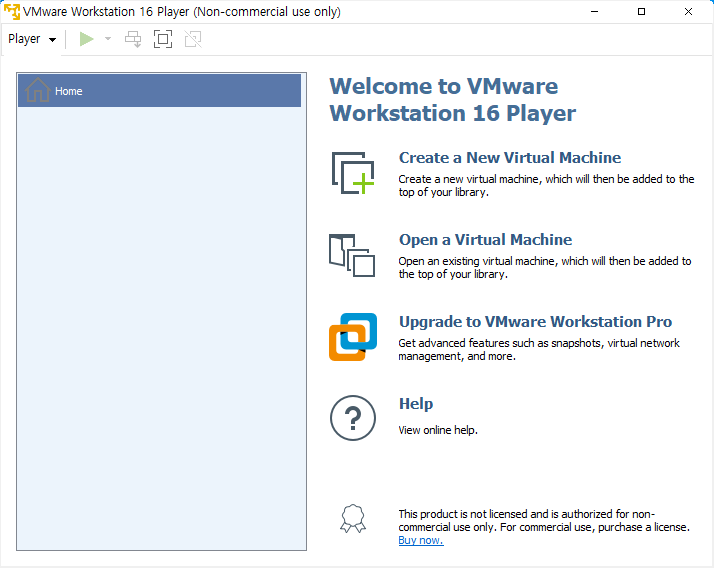 VMware Workstation 16 Player (Non-commercial use only)
Player
Home
Welcome to VMware
Workstation 16 Player
Create a New Virtual Machine
Create a new virtual machine, which will then be added to the
top of your library.
Open a Virtual Machine
Open an existing virtual machine, which will then be added to
the top of your library.
Upgrade to VMware Workstation Pro
Get advanced features such as snapshots, virtual network
management, and more.
Help
View online help.
This product is not licensed and is authorized for non-
commercial use only. For commercial use, purchase a license.
Buy now.